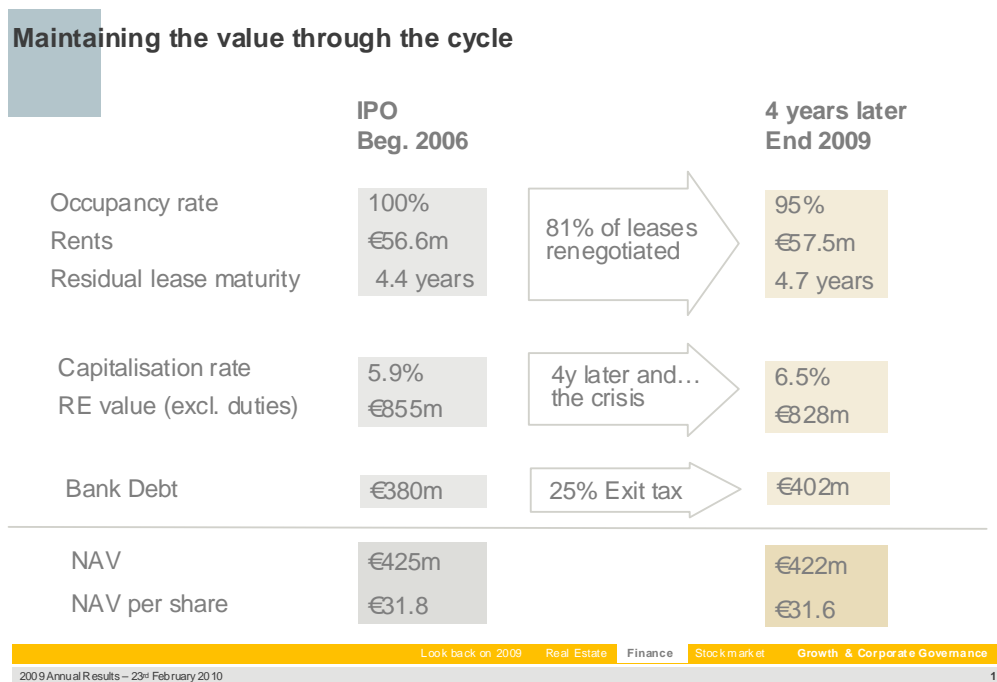 Maintaining the value through the cycle
IPO
Beg. 2006
4 years later
End 2009
Occupancy rate
100%
95%
Rents
€56.6m
€57.5m
Residual lease maturity
4.4 years
4.7 years
81% of leases
renegotiated
Capitalisation rate
5.9%
6.5%
RE value (excl. duties)
€855m
€828m
4y later and…
the crisis
Bank Debt
€380m
25% Exit tax
€402m
NAV
€425m
€422m
NAV per share
€31.8
€31.6
Look back on 2009 Real Estate Finance Stock market Growth & Corporate Governance
2009 Annual Results – 23rd February 2010 1